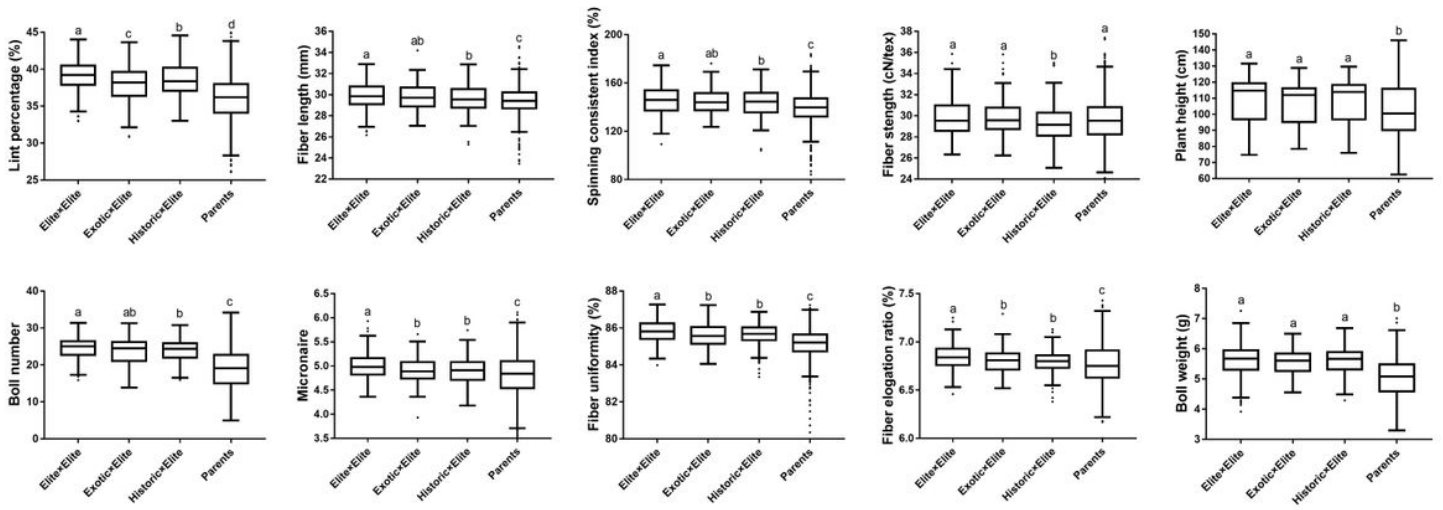 Lint percentage (%)
45
40
35
30
25
a
c
b
d
Elite×Elite
Exotic×Elite
Historic×Elite
Parents
Fiber length (mm)
36
34
32
30
28
26
24
22
a
ab
b
c
Elite×Elite
Exotic×Elite
Historic×Elite
Parents
Spinning consistent index (%)
200
160
120
80
a
ab
b
c
Elite×Elite
Exotic×Elite
Historic×Elite
Parents
Fiber stength (cN/tex)
38
36
34
32
30
28
26
24
a
a
b
a
Elite×Elite
Exotic×Elite
Historic×Elite
Parents
Plant height (cm)
150
140
130
120
110
100
90
80
70
60
a
a
a
b
Elite×Elite
Exotic×Elite
Historic×Elite
Parents
Boll number
40
30
20
10
0
a
ab
b
c
Elite×Elite
Exotic×Elite
Historic×Elite
Parents
Micronaire
6.5
6.0
5.5
5.0
4.5
4.0
3.5
a
b
b
c
Elite×Elite
Exotic×Elite
Historic×Elite
Parents
Fiber uniformity (%)
88
86
84
82
80
a
b
b
c
Elite×Elite
Exotic×Elite
Historic×Elite
Parents
Fiber elogation ratio (%)
7.5
7.0
6.5
6.0
a
b
b
c
Elite×Elite
Exotic×Elite
Historic×Elite
Parents
Boll weight (g)
8
7
6
5
4
3
a
a
a
b
Elite×Elite
Exotic×Elite
Historic×Elite
Parents